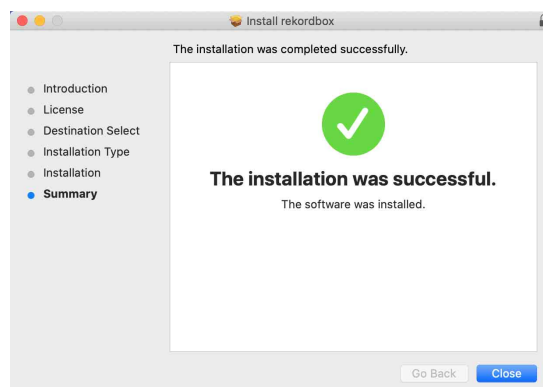 Install rekordbox
The installation was completed successfully.
Introduction
License
Destination Select
Installation Type
Installation
Summary
The installation was successful.
The software was installed.
Go Back
Close